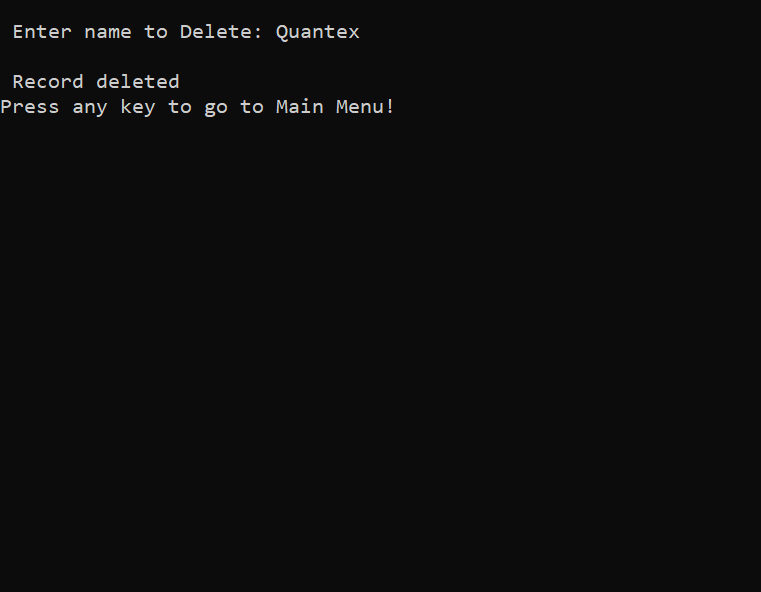 Enter name to Delete: Quantex
Record deleted
Press any key to go to Main Menu!